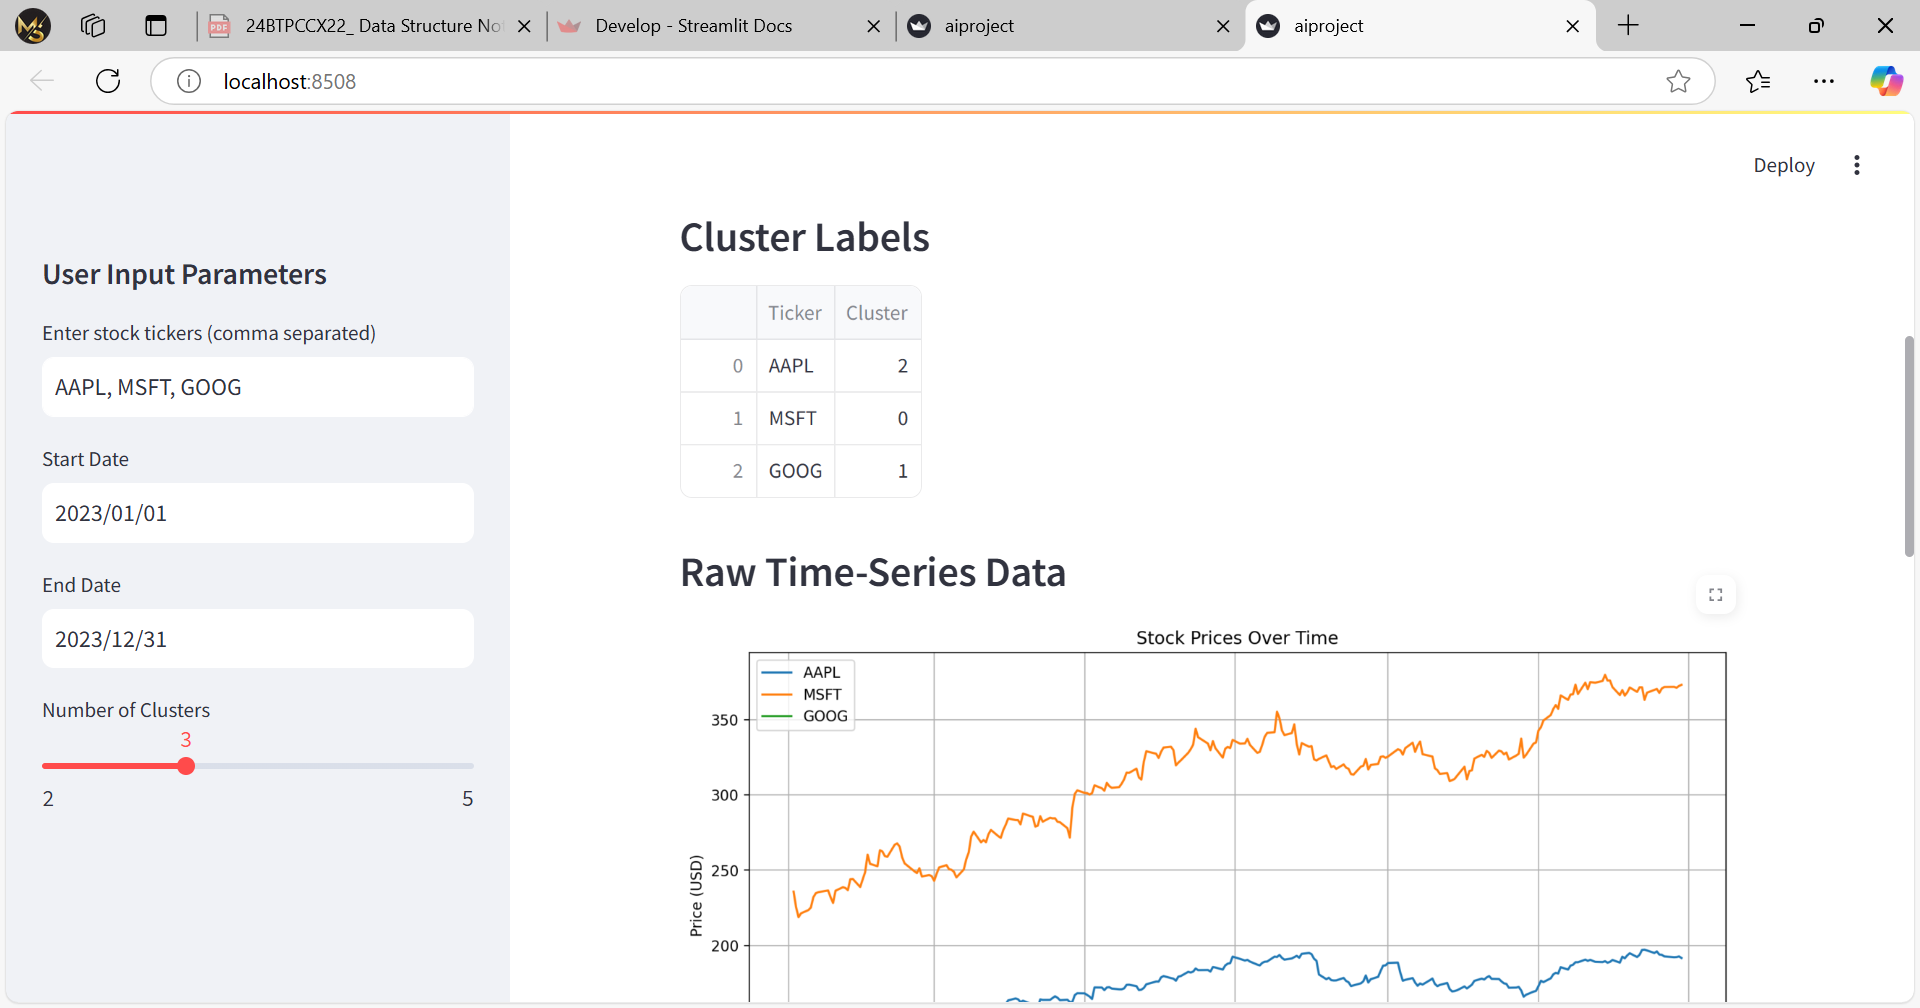 24BTPCCX22_ Data Structure No
Develop - Streamlit Docs
aiproject
aiproject
localhost:8508
Deploy
User Input Parameters
Enter stock tickers (comma separated)
AAPL, MSFT, GOOG
Start Date
2023/01/01
End Date
2023/12/31
Number of Clusters
3
2 5
Cluster Labels
Ticker Cluster
0 AAPL 2
1 MSFT 0
2 GOOG 1
Raw Time-Series Data
Stock Prices Over Time
AAPL
MSFT
GOOG
350
300
250
200
Price (USD)